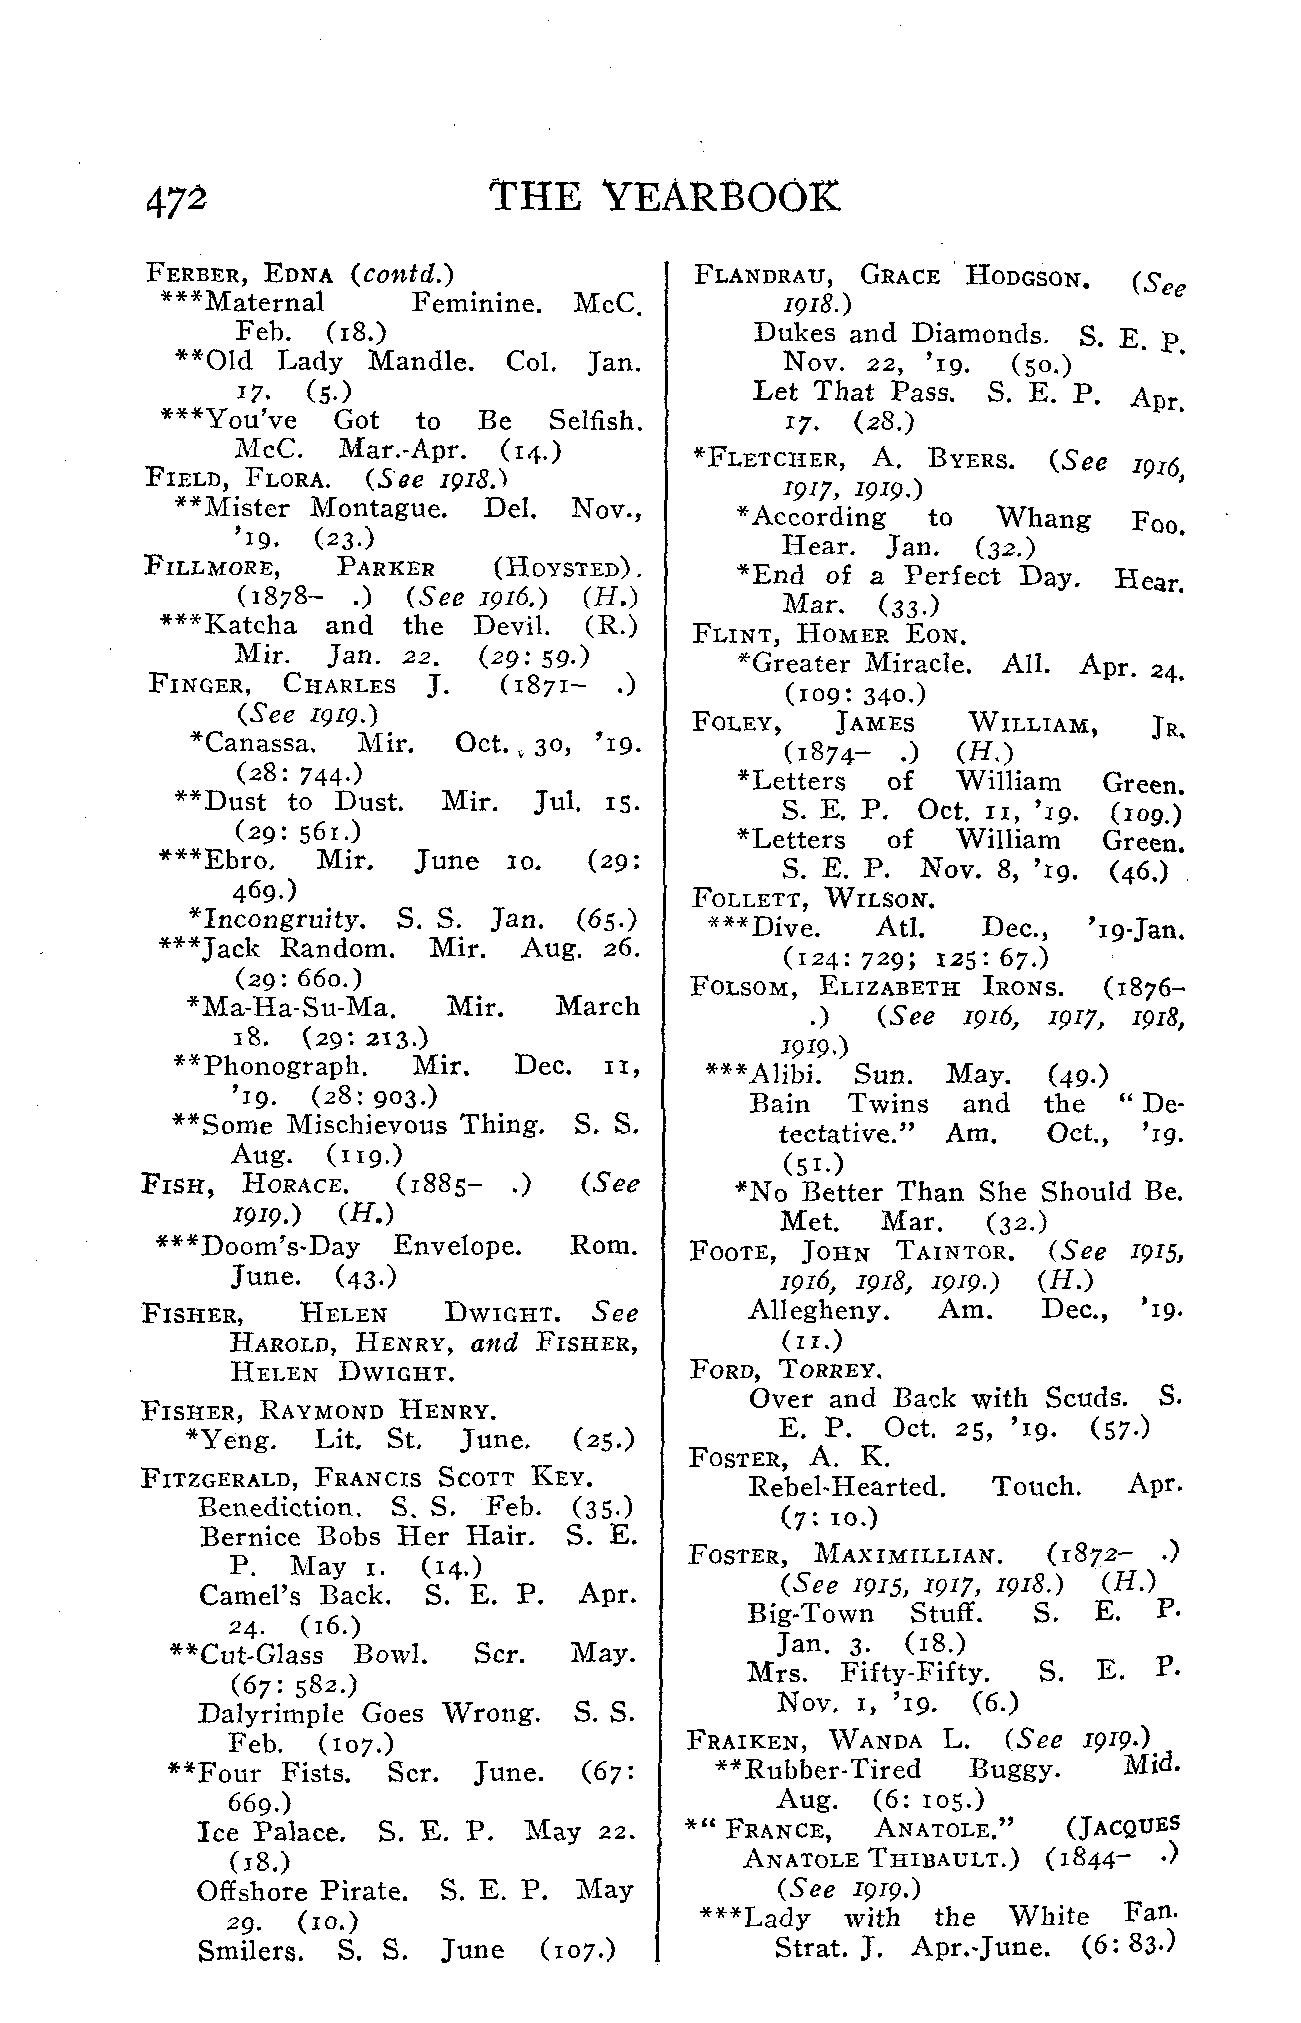 472 THE YEARBOOK
FERBER, EDNA (contd.)
***Maternal Feminine. McC.
Feb. (18.)
**Old Lady Mandle. Col. Jan.
17. (5.)
***You've Got to Be Selfish.
McC. Mar.-Apr. (14.)
FIELD, FLORA. (See 1918.)
**Mister Montague. Del. Nov.,
'19. (23.)
FILLMORE, PARKER (HOYSTED).
(1878- .) (See 1916.) (H.)
***Katcha and the Devil. (R.)
Mir. Jan. 22. (29: 59.)
FINGER, CHARLES J. (1871- .)
(See 1919.)
*Canassa. Mir. Oct. 30, '19.
(28: 744.)
**Dust to Dust. Mir. Jul. 15.
(29: 561.)
***Ebro. Mir. June 10. (29:
469.)
*Incongruity. S. S. Jan. (65.)
***Jack Random. Mir. Aug. 26.
(29: 660.)
*Ma-Ha-Su-Ma. Mir. March
18. (29: 213.)
**Phonograph. Mir. Dec. 11,
'19. (28: 903.)
**Some Mischievous Thing. S. S.
Aug. (119.)
FISH, HORACE. (1885- .) (See
1919.) (H.)
***Doom's-Day Envelope. Rom.
June. (43.)
FISHER, HELEN DWIGHT. See
HAROLD, HENRY, and FISHER,
HELEN DWIGHT.
FISHER, RAYMOND HENRY.
*Yeng. Lit. St. June. (25.)
FITZGERALD, FRANCIS SCOTT KEY.
Benediction. S. S. Feb. (35.)
Bernice Bobs Her Hair. S. E.
P. May 1. (14.)
Camel's Back. S. E. P. Apr.
24. (16.)
**Cut-Glass Bowl. Scr. May.
(67: 582.)
Dalyrimple Goes Wrong. S. S.
Feb. (107.)
**Four Fists. Scr. June. (67:
669.)
Ice Palace. S. E. P. May 22.
(18.)
Offshore Pirate. S. E. P. May
29. (10.)
Smilers. S. S. June (107.)
FLANDRAU, GRACE HODGSON. (See
1918.)
Dukes and Diamonds. S. E. P.
Nov. 22, '19. (50.)
Let That Pass. S. E. P. Apr.
17. (28.)
*FLETCHER, A. BYERS. (See 1916,
1917, 1919.)
*According to Whang Foo.
Hear. Jan. (32.)
*End of a Perfect Day. Hear.
Mar. (33.)
FLINT, HOMER EON.
*Greater Miracle. All. Apr. 24.
(109: 340.)
FOLEY, JAMES WILLIAM, JR.
(1874- .) (H.)
*Letters of William Green.
S. E. P. Oct. 11, '19. (109.)
*Letters of William Green.
S. E. P. Nov. 8, '19. (46.)
FOLLETT, WILSON.
***Dive. Atl. Dec., '19-Jan.
(124: 729; 125: 67.)
FOLSOM, ELIZABETH IRONS. (1876-
.) (See 1916, 1917, 1918,
1919.)
***Alibi. Sun. May. (49.)
Bain Twins and the "De-
tectative." Am. Oct., '19.
(51.)
*No Better Than She Should Be.
Met. Mar. (32.)
FOOTE, JOHN TAINTOR. (See 1915,
1916, 1918, 1919.) (H.)
Allegheny. Am. Dec., '19.
(11.)
FORD, TORREY.
Over and Back with Scuds. S.
E. P. Oct. 25, '19. (57.)
FOSTER, A. K.
Rebel-Hearted. Touch. Apr.
(7: 10.)
FOSTER, MAXIMILLIAN. (1872- .)
(See 1915, 1917, 1918.) (H.)
Big-Town Stuff. S. E. P.
Jan. 3. (18.)
Mrs. Fifty-Fifty. S. E. P.
Nov. 1, '19. (6.)
FRAIKEN, WANDA L. (See 1919.)
**Rubber-Tired Buggy. Mid.
Aug. (6: 105.)
*"FRANCE, ANATOLE." (JACQUES
ANATOLE THIBAULT.) (1844- .)
(See 1919.)
***Lady with the White Fan.
Strat. J. Apr.-June. (6: 83.)